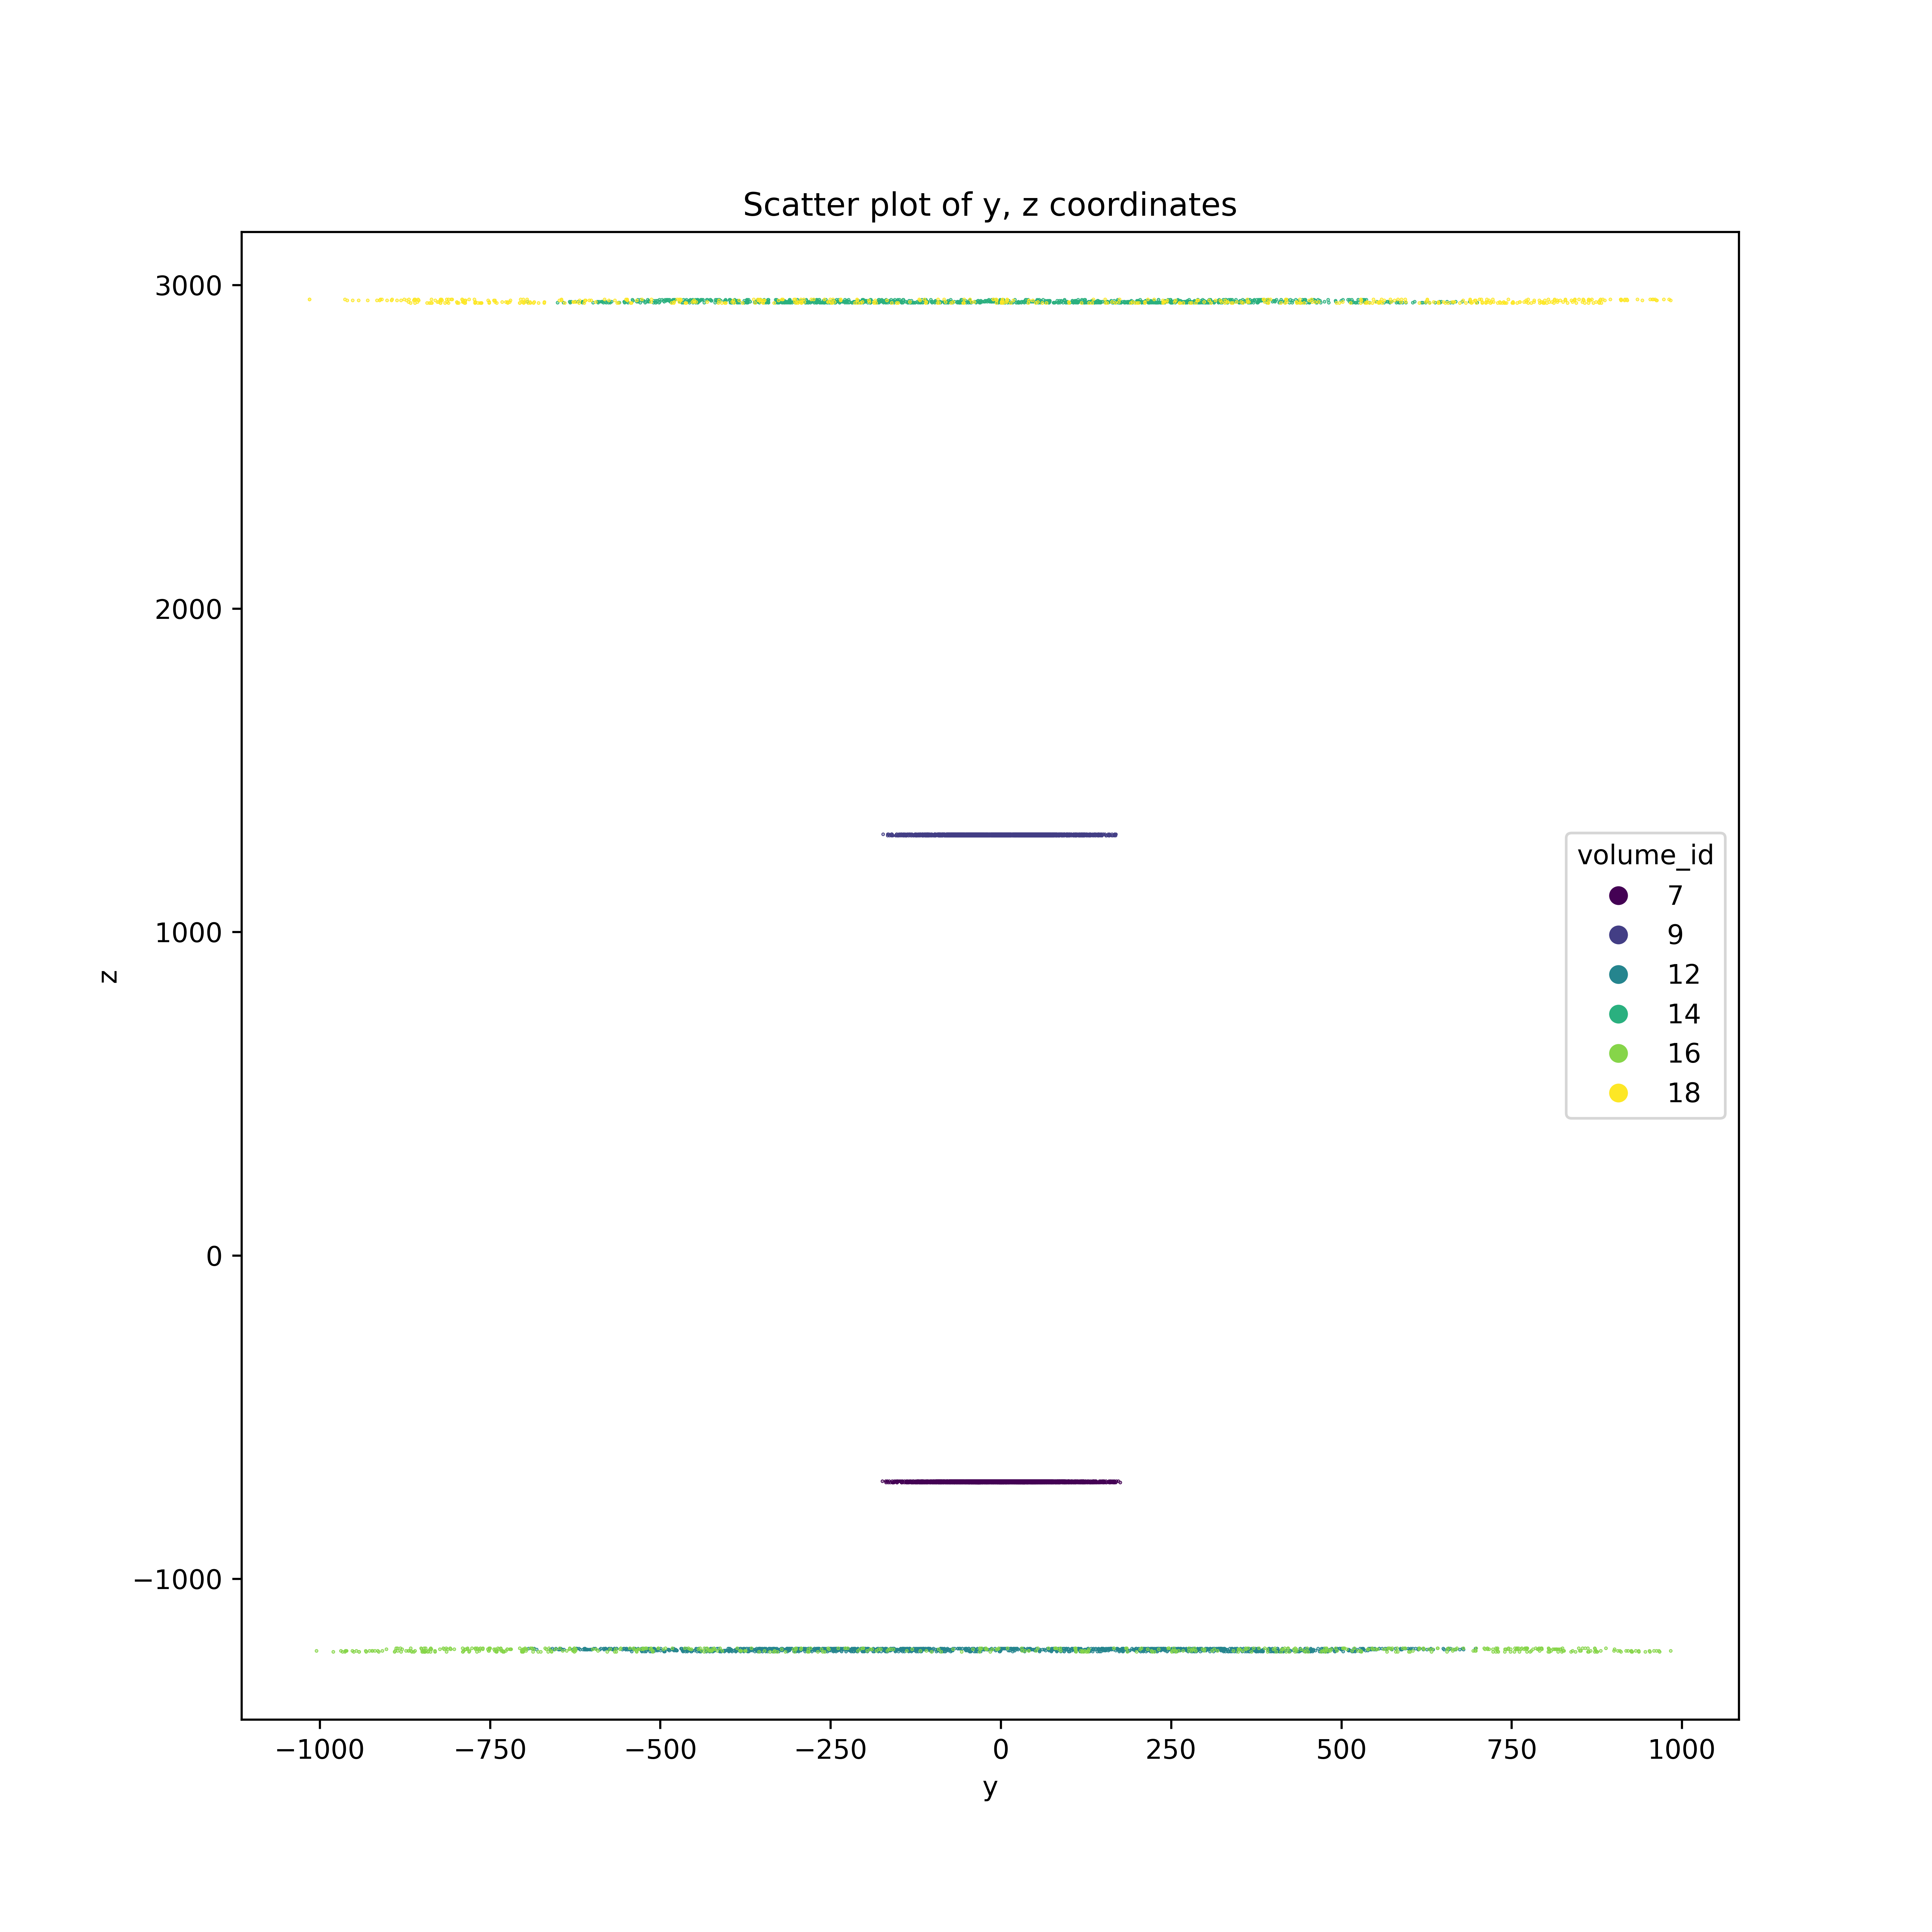 Scatter plot of y, z coordinates
3000
2000
1000
0
−1000
z
volume_id
7
9
12
14
16
18
−1000 −750 −500 −250 0 250 500 750 1000
y